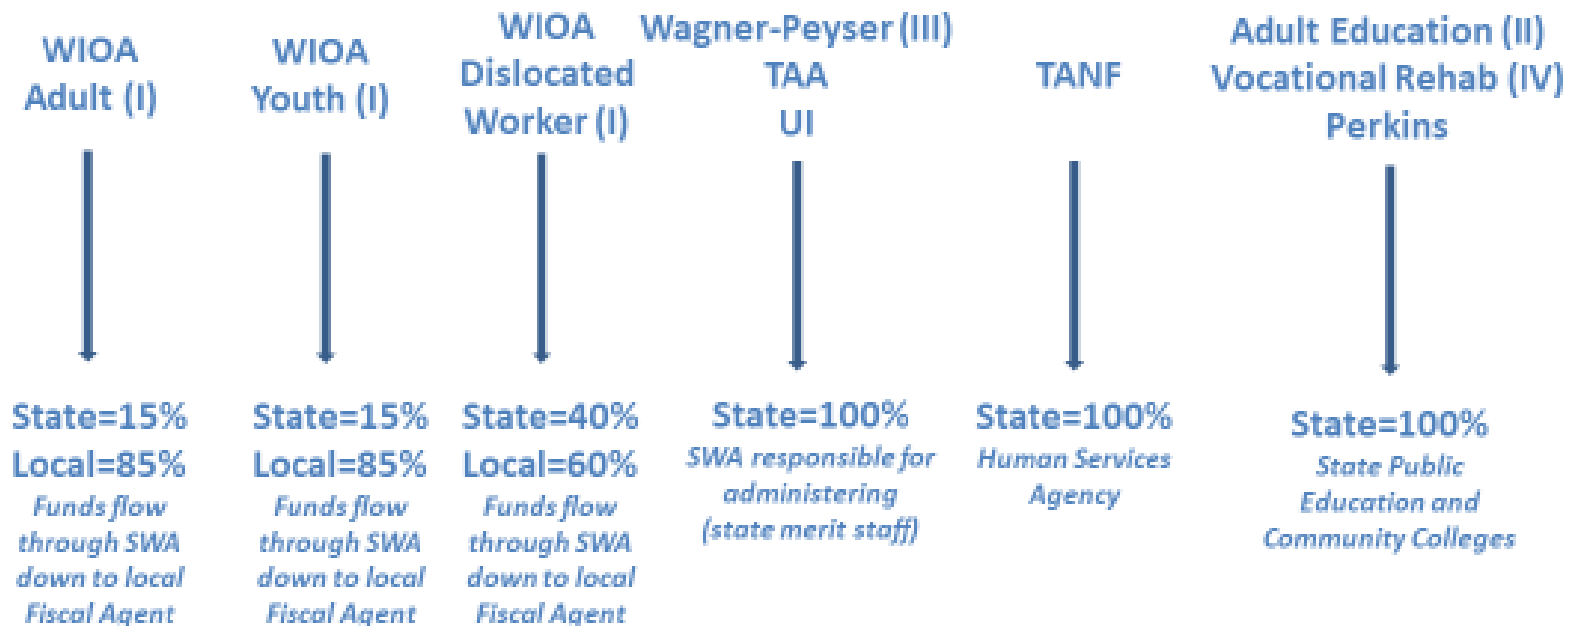 WIOA
Adult (I)
WIOA
Youth (I)
WIOA
Dislocated
Worker (I)
Wagner-Peyser (III)
TAA
UI
TANF
Adult Education (II)
Vocational Rehab (IV)
Perkins
State=15%
Local=85%
Funds flow
through SWA
down to local
Fiscal Agent
State=15%
Local=85%
Funds flow
through SWA
down to local
Fiscal Agent
State=40%
Local=60%
Funds flow
through SWA
down to local
Fiscal Agent
State=100%
SWA responsible for
administering
(state merit staff)
State=100%
Human Services
Agency
State=100%
State Public
Education and
Community Colleges